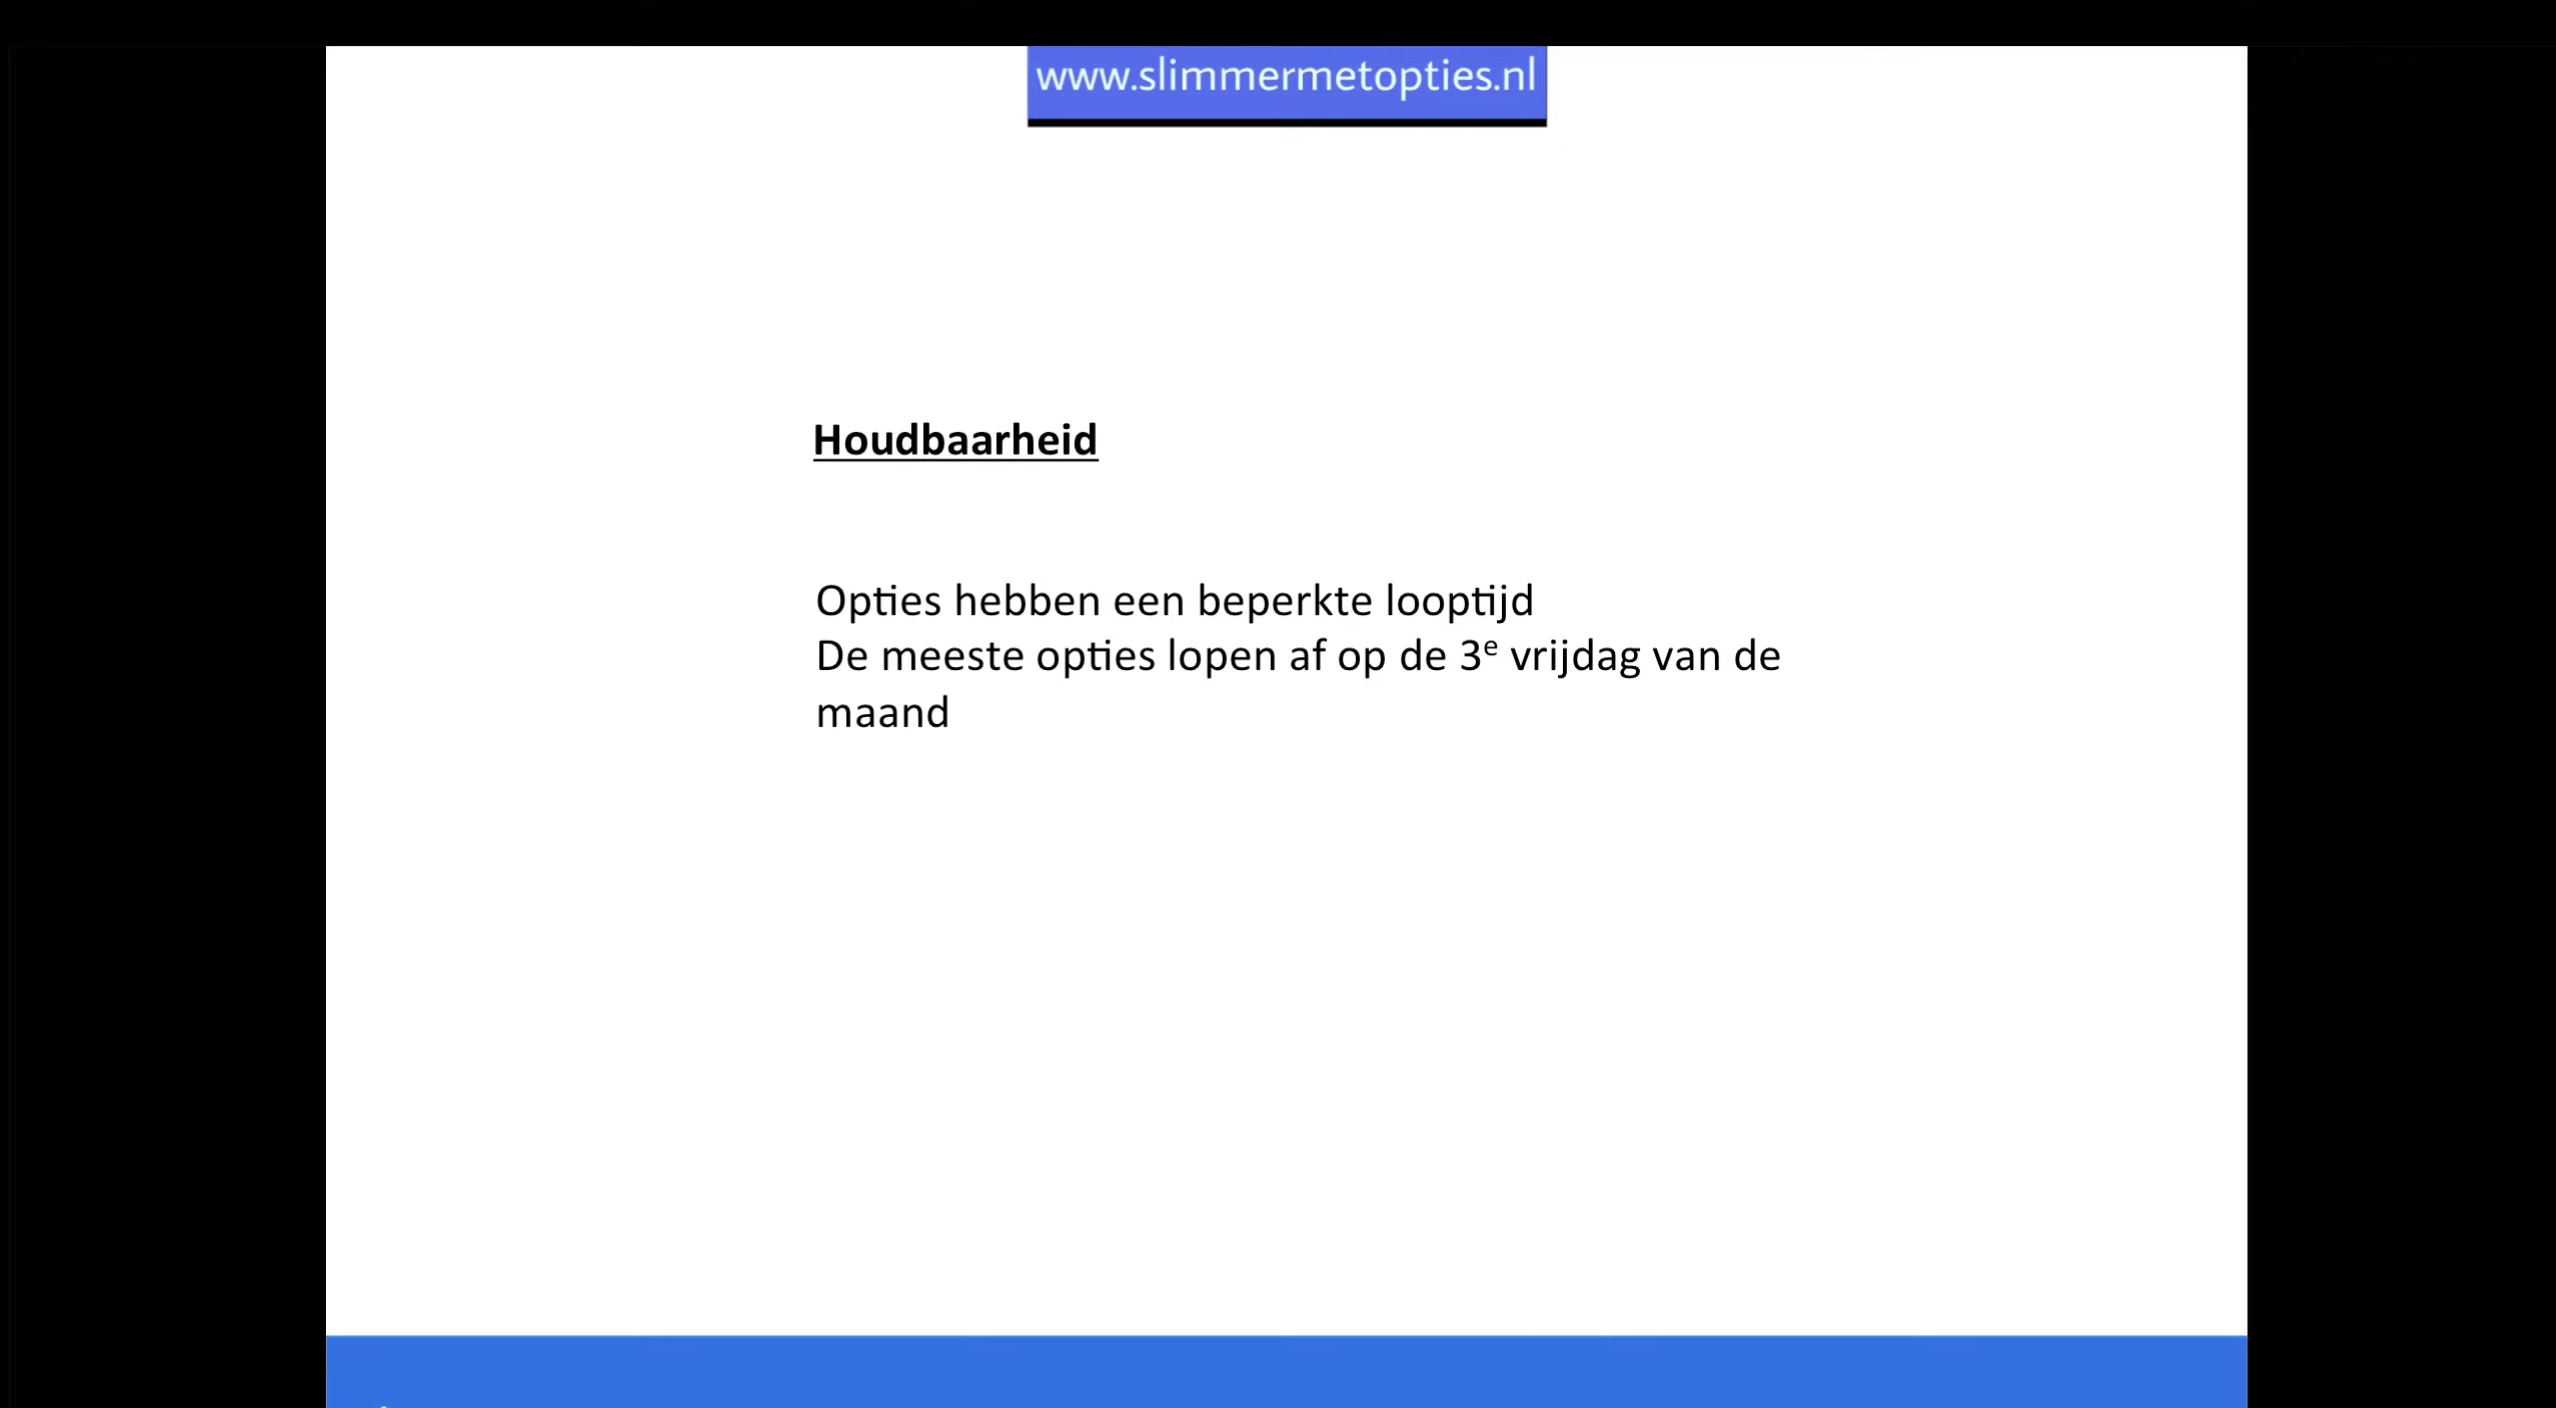 www.slimmermetopties.nl
Houdbaarheid
Opties hebben een beperkte looptijd
De meeste opties lopen af op de 3e vrijdag van de
maand